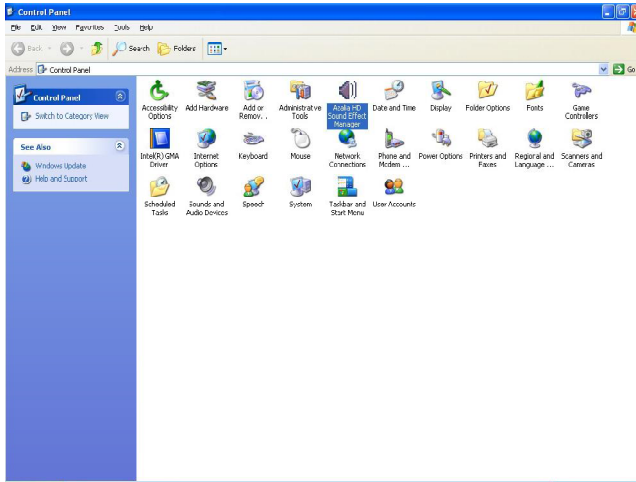 Control Panel
File Edit View Favorites Tools Help
Back Search Folders
Address Control Panel Go
Control Panel
Switch to Category View
See Also
Windows Update
Help and Support
Accessibility Options
Add Hardware
Add or Remov...
Administrative Tools
Azalia HD Sound Effect Manager
Date and Time
Display
Folder Options
Fonts
Game Controllers
Intel(R) GMA Driver
Internet Options
Keyboard
Mouse
Network Connections
Phone and Modem ...
Power Options
Printers and Faxes
Regional and Language ...
Scanners and Cameras
Scheduled Tasks
Sounds and Audio Devices
Speech
System
Taskbar and Start Menu
User Accounts